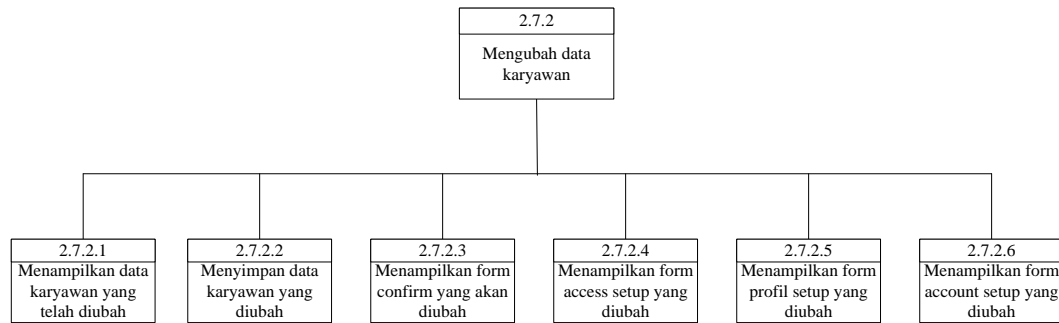 2.7.2
Mengubah data
karyawan
2.7.2.1
Menampilkan data
karyawan yang
telah diubah
2.7.2.2
Menyimpan data
karyawan yang
diubah
2.7.2.3
Menampilkan form
confirm yang akan
diubah
2.7.2.4
Menampilkan form
access setup yang
diubah
2.7.2.5
Menampilkan form
profil setup yang
diubah
2.7.2.6
Menampilkan form
account setup yang
diubah